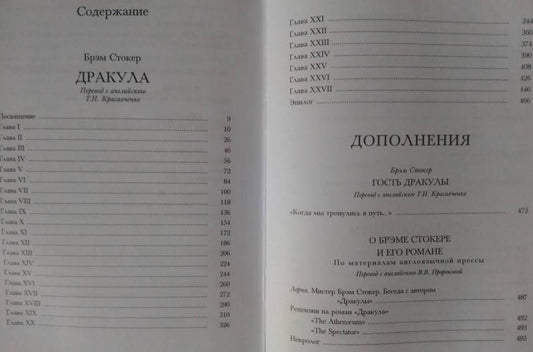 Содержание
Брэм Стокер
ДРАКУЛА
Перевод с английского
Т.Н. Красавченко
Посвящение 9
Глава I 10
Глава II 26
Глава III 40
Глава IV 56
Глава V 72
Глава VI 84
Глава VII 100
Глава VIII 118
Глава IX 136
Глава X 154
Глава XI 172
Глава XII 186
Глава XIII 206
Глава XIV 224
Глава XV 244
Глава XVI 260
Глава XVII 272
Глава XVIII 290
Глава XIX 310
Глава XX 326
Глава XXI 344
Глава XXII 360
Глава XXIII 374
Глава XXIV 390
Глава XXV 408
Глава XXVI 426
Глава XXVII 446
Эпилог 466
ДОПОЛНЕНИЯ
Брэм Стокер
ГОСТЬ ДРАКУЛЫ
Перевод с английского Т.Н. Красавченко
«Когда мы тронулись в путь...» 472
О БРЭМЕ СТОКЕРЕ
И ЕГО РОМАНЕ
По материалам англоязычной прессы
Перевод с английского В.В. Пророковой
Лорна. Мистер Брэм Стокер. Беседа с автором
«Дракулы» 487
Рецензии на роман «Дракула»
«The Athenæum» 492
«The Spectator» 493
Некролог 495